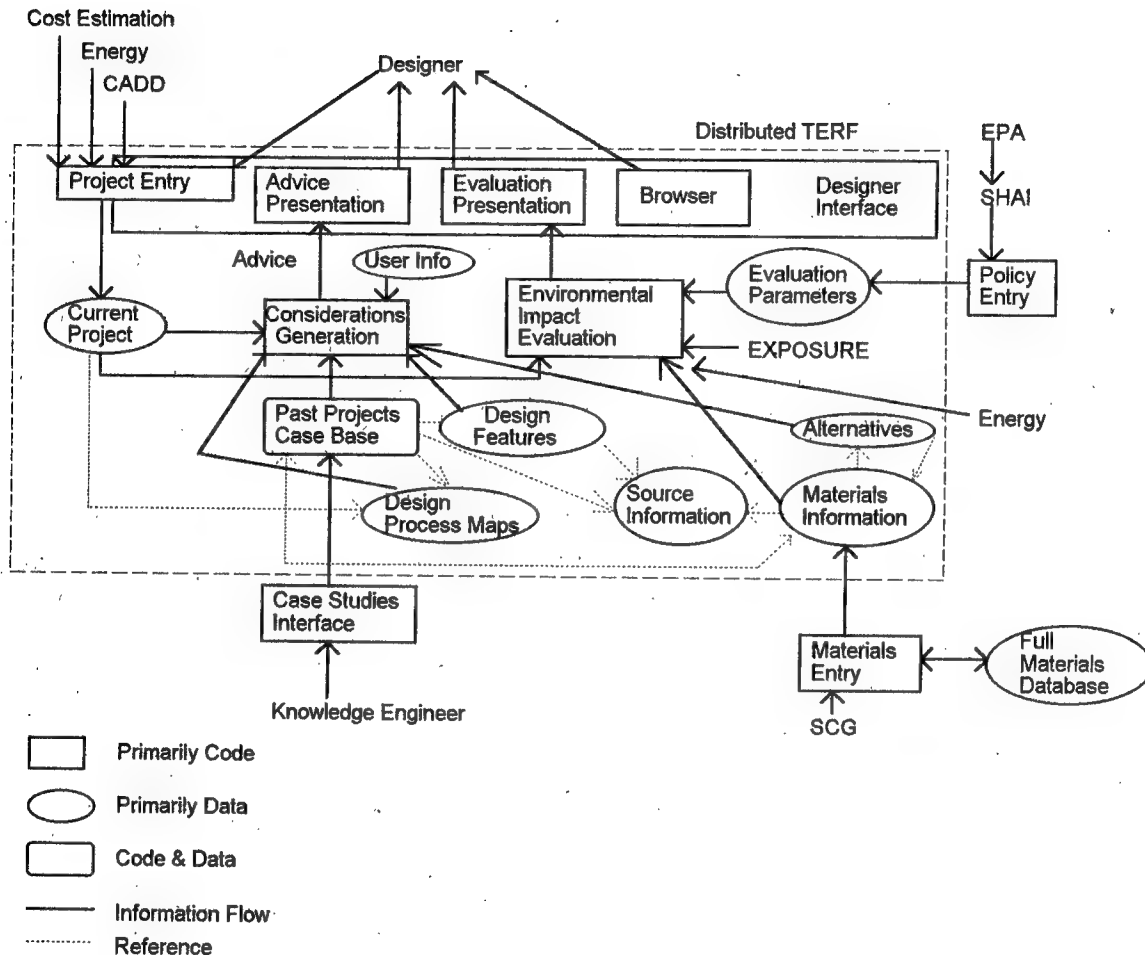 Cost Estimation
Energy
CADD
Designer
Distributed TERF
EPA
SHAI
Project Entry
Advice
Presentation
Evaluation
Presentation
Browser
Designer
Interface
Advice
User Info
Current
Project
Considerations
Generation
Environmental
Impact
Evaluation
Evaluation
Parameters
Policy
Entry
EXPOSURE
Energy
Past Projects
Case Base
Design
Features
Alternatives
Design
Process Maps
Source
Information
Materials
Information
Case Studies
Interface
Materials
Entry
Full
Materials
Database
Knowledge Engineer
SCG
Primarily Code
Primarily Data
Code & Data
Information Flow
Reference